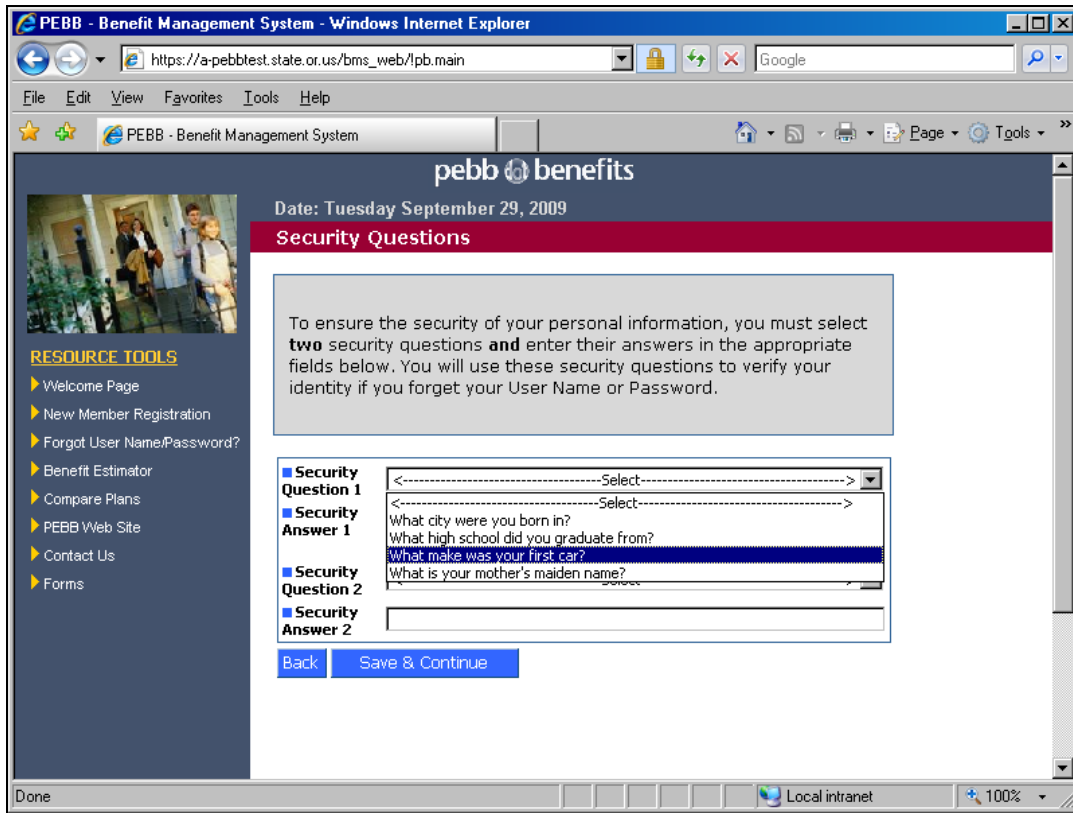 PEBB - Benefit Management System - Windows Internet Explorer
https://a-pebbtest.state.or.us/bms_web/!pb.main
Google
File Edit View Favorites Tools Help
PEBB - Benefit Management System
Page
Tools
»
pebb benefits
Date: Tuesday September 29, 2009
Security Questions
To ensure the security of your personal information, you must select
two security questions and enter their answers in the appropriate
fields below. You will use these security questions to verify your
identity if you forget your User Name or Password.
RESOURCE TOOLS
Welcome Page
New Member Registration
Forgot User Name/Password?
Benefit Estimator
Compare Plans
PEBB Web Site
Contact Us
Forms
Security
Question 1
<-------------------------------------Select-------------------------------------->
<-------------------------------------Select-------------------------------------->
What city were you born in?
What high school did you graduate from?
What make was your first car?
What is your mother's maiden name?
Security
Answer 1
Security
Question 2
Security
Answer 2
Back
Save & Continue
Done
Local intranet
100%